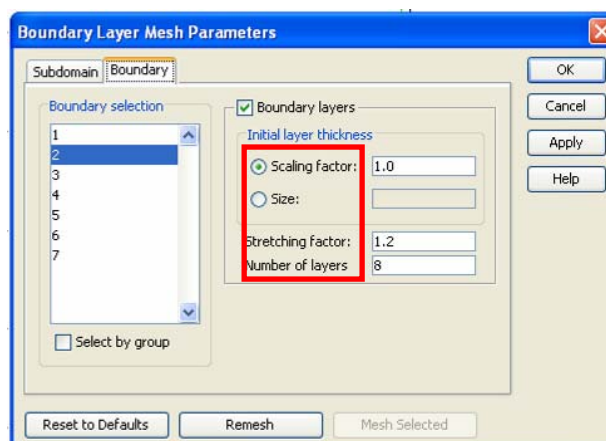 Boundary Layer Mesh Parameters
Subdomain
Boundary
Boundary selection
1
2
3
4
5
6
7
Select by group
Boundary layers
Initial layer thickness
Scaling factor: 1.0
Size:
Stretching factor: 1.2
Number of layers 8
OK
Cancel
Apply
Help
Reset to Defaults
Remesh
Mesh Selected